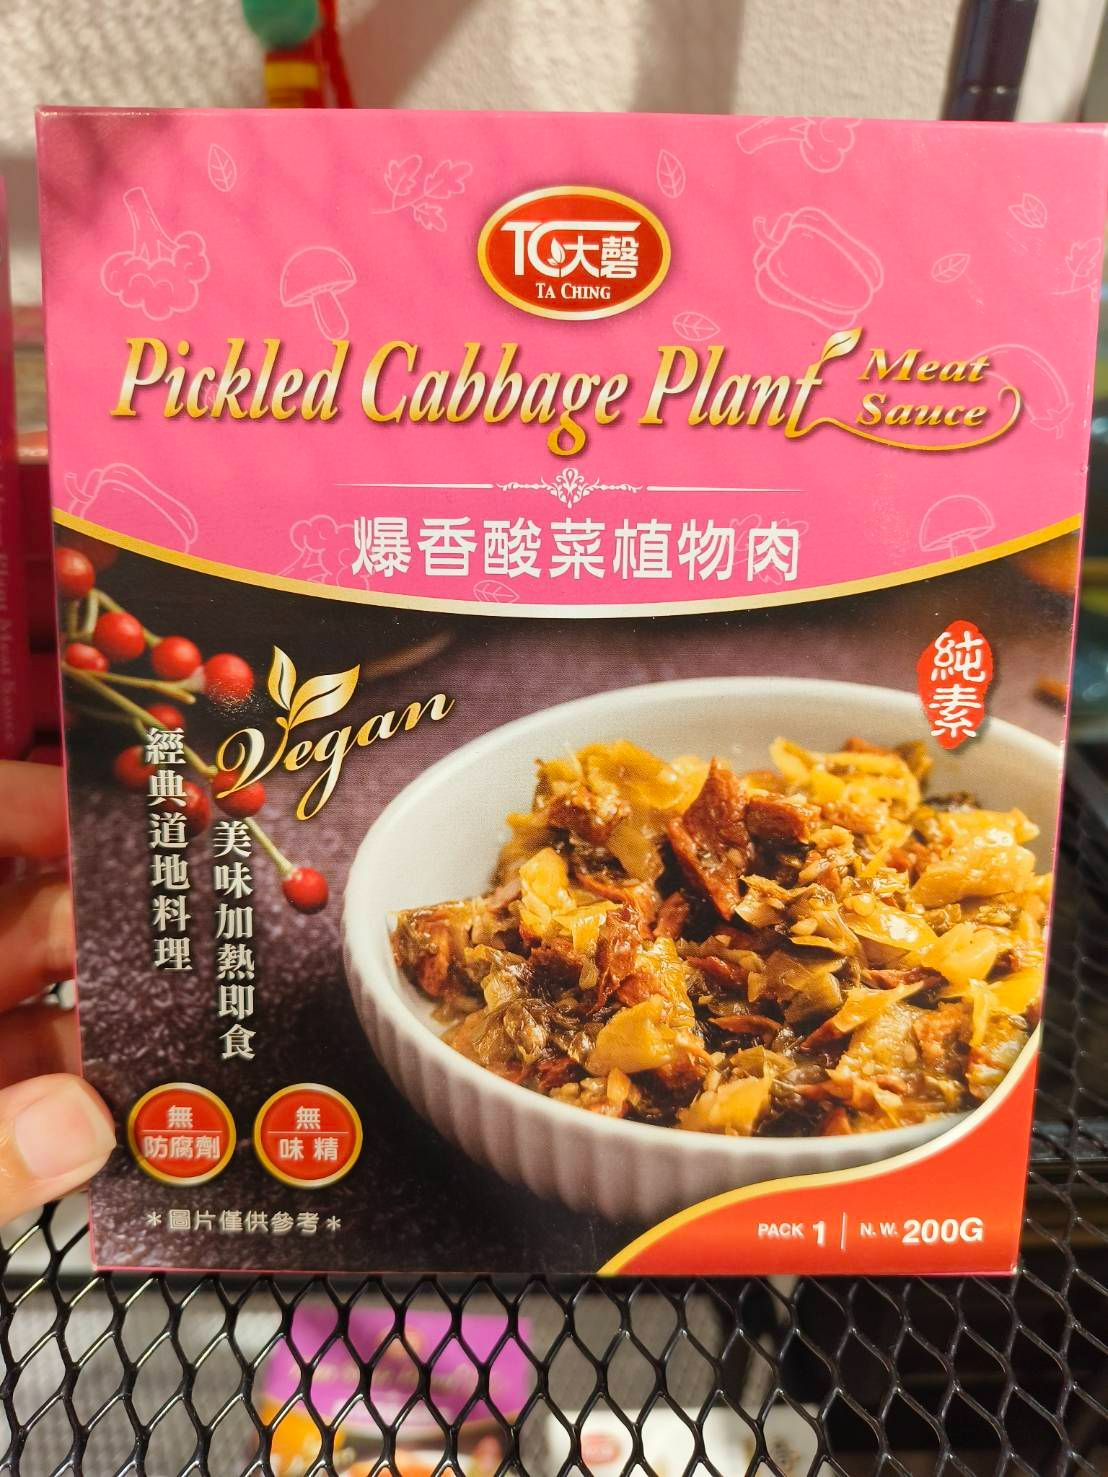 TC大磬
TA CHING
Pickled Cabbage Plant Meat Sauce
爆香酸菜植物肉
純素
Vegan
經典道地料理
美味加熱即食
無防腐劑
無味精
*圖片僅供參考*
PACK 1 | N.W. 200G